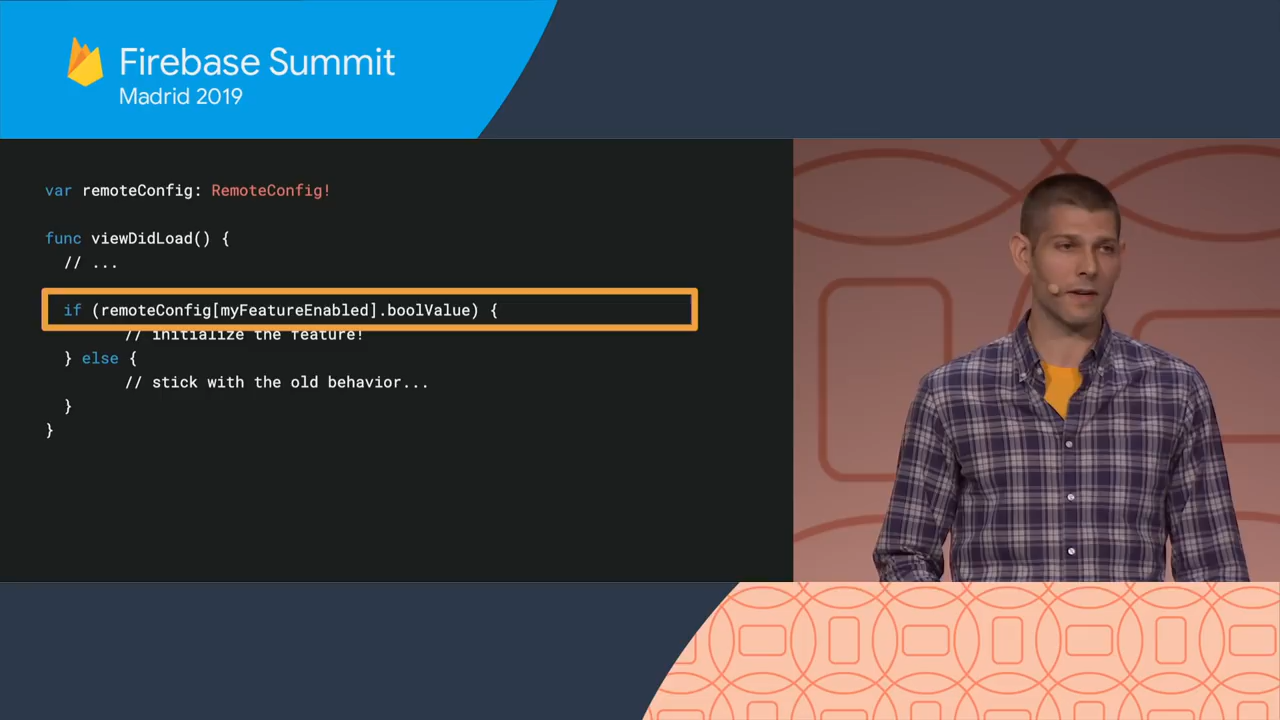 Firebase Summit
Madrid 2019
var remoteConfig: RemoteConfig!
func viewDidLoad() {
// ...
if (remoteConfig[myFeatureEnabled].boolValue) {
// initialize the feature!
} else {
// stick with the old behavior...
}
}